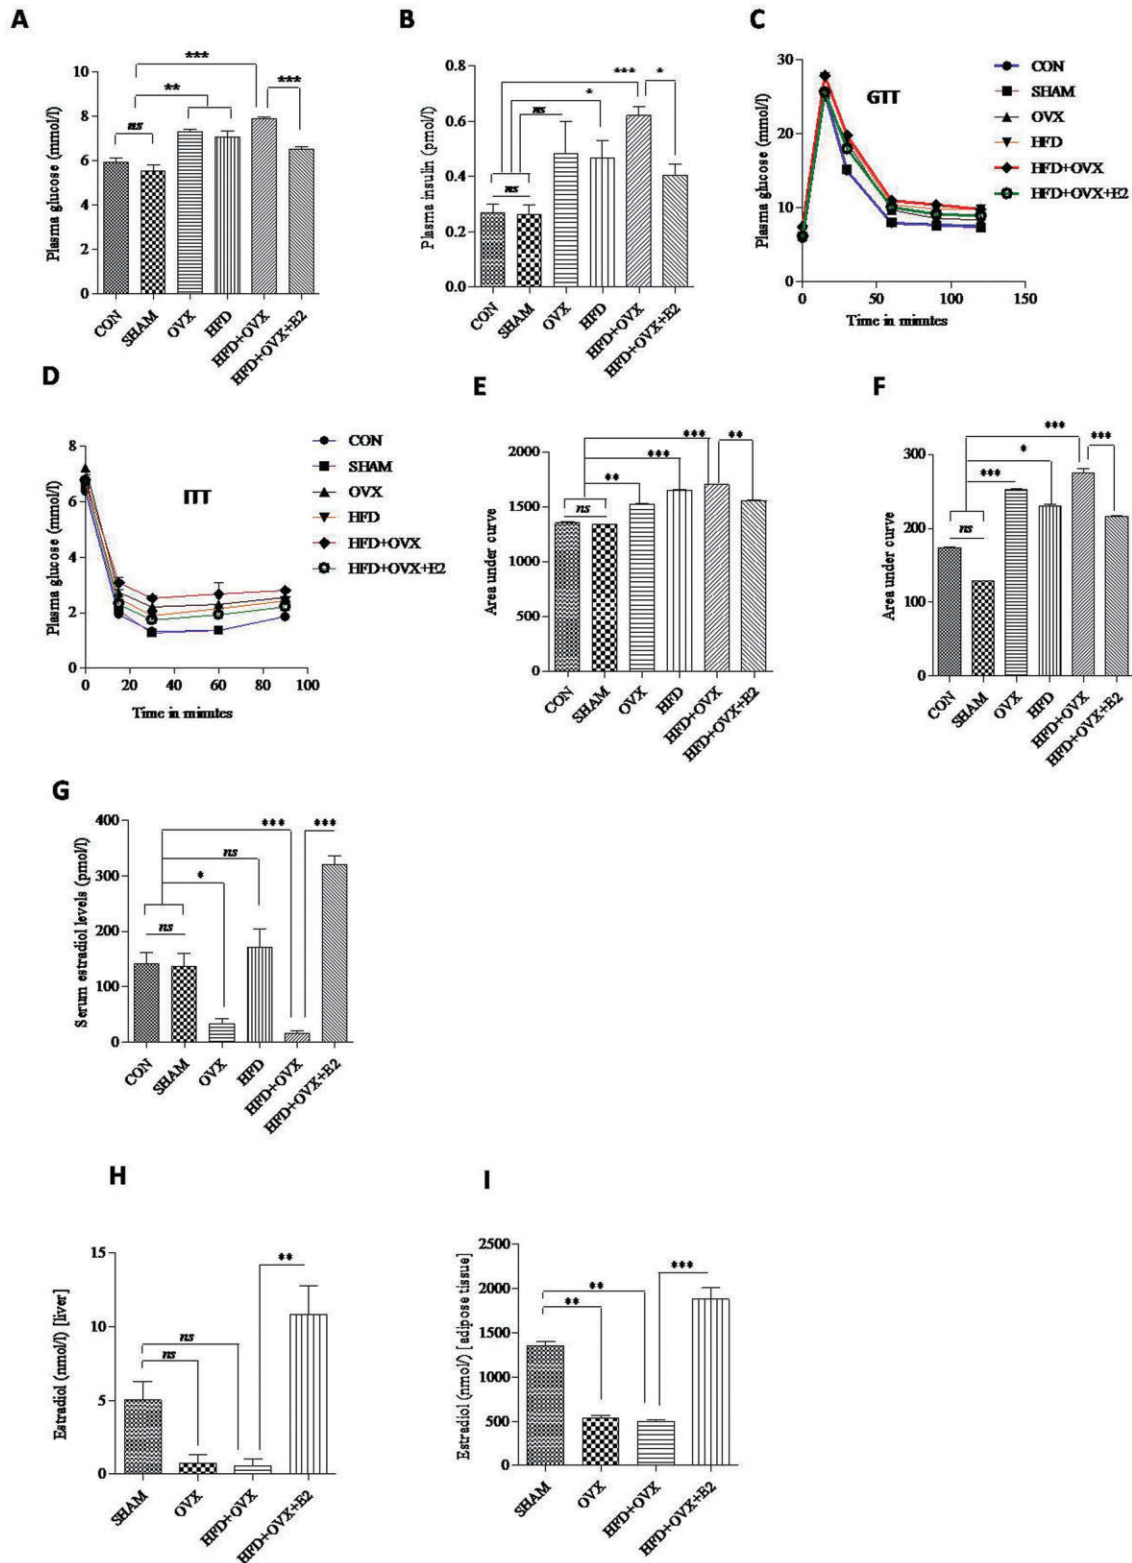 A
Plasma glucose (mmol/l)
10
8
6
4
2
0
ns
**
***
***
CON
SHAM
OVX
HFD
HFD+OVX
HFD+OVX+E2
B
Plasma insulin (pmol/l)
0.8
0.6
0.4
0.2
0.0
ns
ns
*
***
*
CON
SHAM
OVX
HFD
HFD+OVX
HFD+OVX+E2
C
GTT
Plasma glucose (mmol/l)
30
20
10
0
0
50
100
150
Time in minutes
CON
SHAM
OVX
HFD
HFD+OVX
HFD+OVX+E2
D
ITT
Plasma glucose (mmol/l)
8
6
4
2
0
0
20
40
60
80
100
Time in minutes
CON
SHAM
OVX
HFD
HFD+OVX
HFD+OVX+E2
E
Area under curve
2000
1500
1000
500
0
ns
**
***
***
**
CON
SHAM
OVX
HFD
HFD+OVX
HFD+OVX+E2
F
Area under curve
300
200
100
0
ns
***
*
***
***
CON
SHAM
OVX
HFD
HFD+OVX
HFD+OVX+E2
G
Serum estradiol levels (pmol/l)
400
300
200
100
0
ns
*
ns
***
***
CON
SHAM
OVX
HFD
HFD+OVX
HFD+OVX+E2
H
Estradiol (nmol/l) [liver]
15
10
5
0
ns
ns
**
SHAM
OVX
HFD+OVX
HFD+OVX+E2
I
Estradiol (nmol/) [adipose tissue]
2500
2000
1500
1000
500
0
**
**
***
SHAM
OVX
HFD+OVX
HFD+OVX+E2